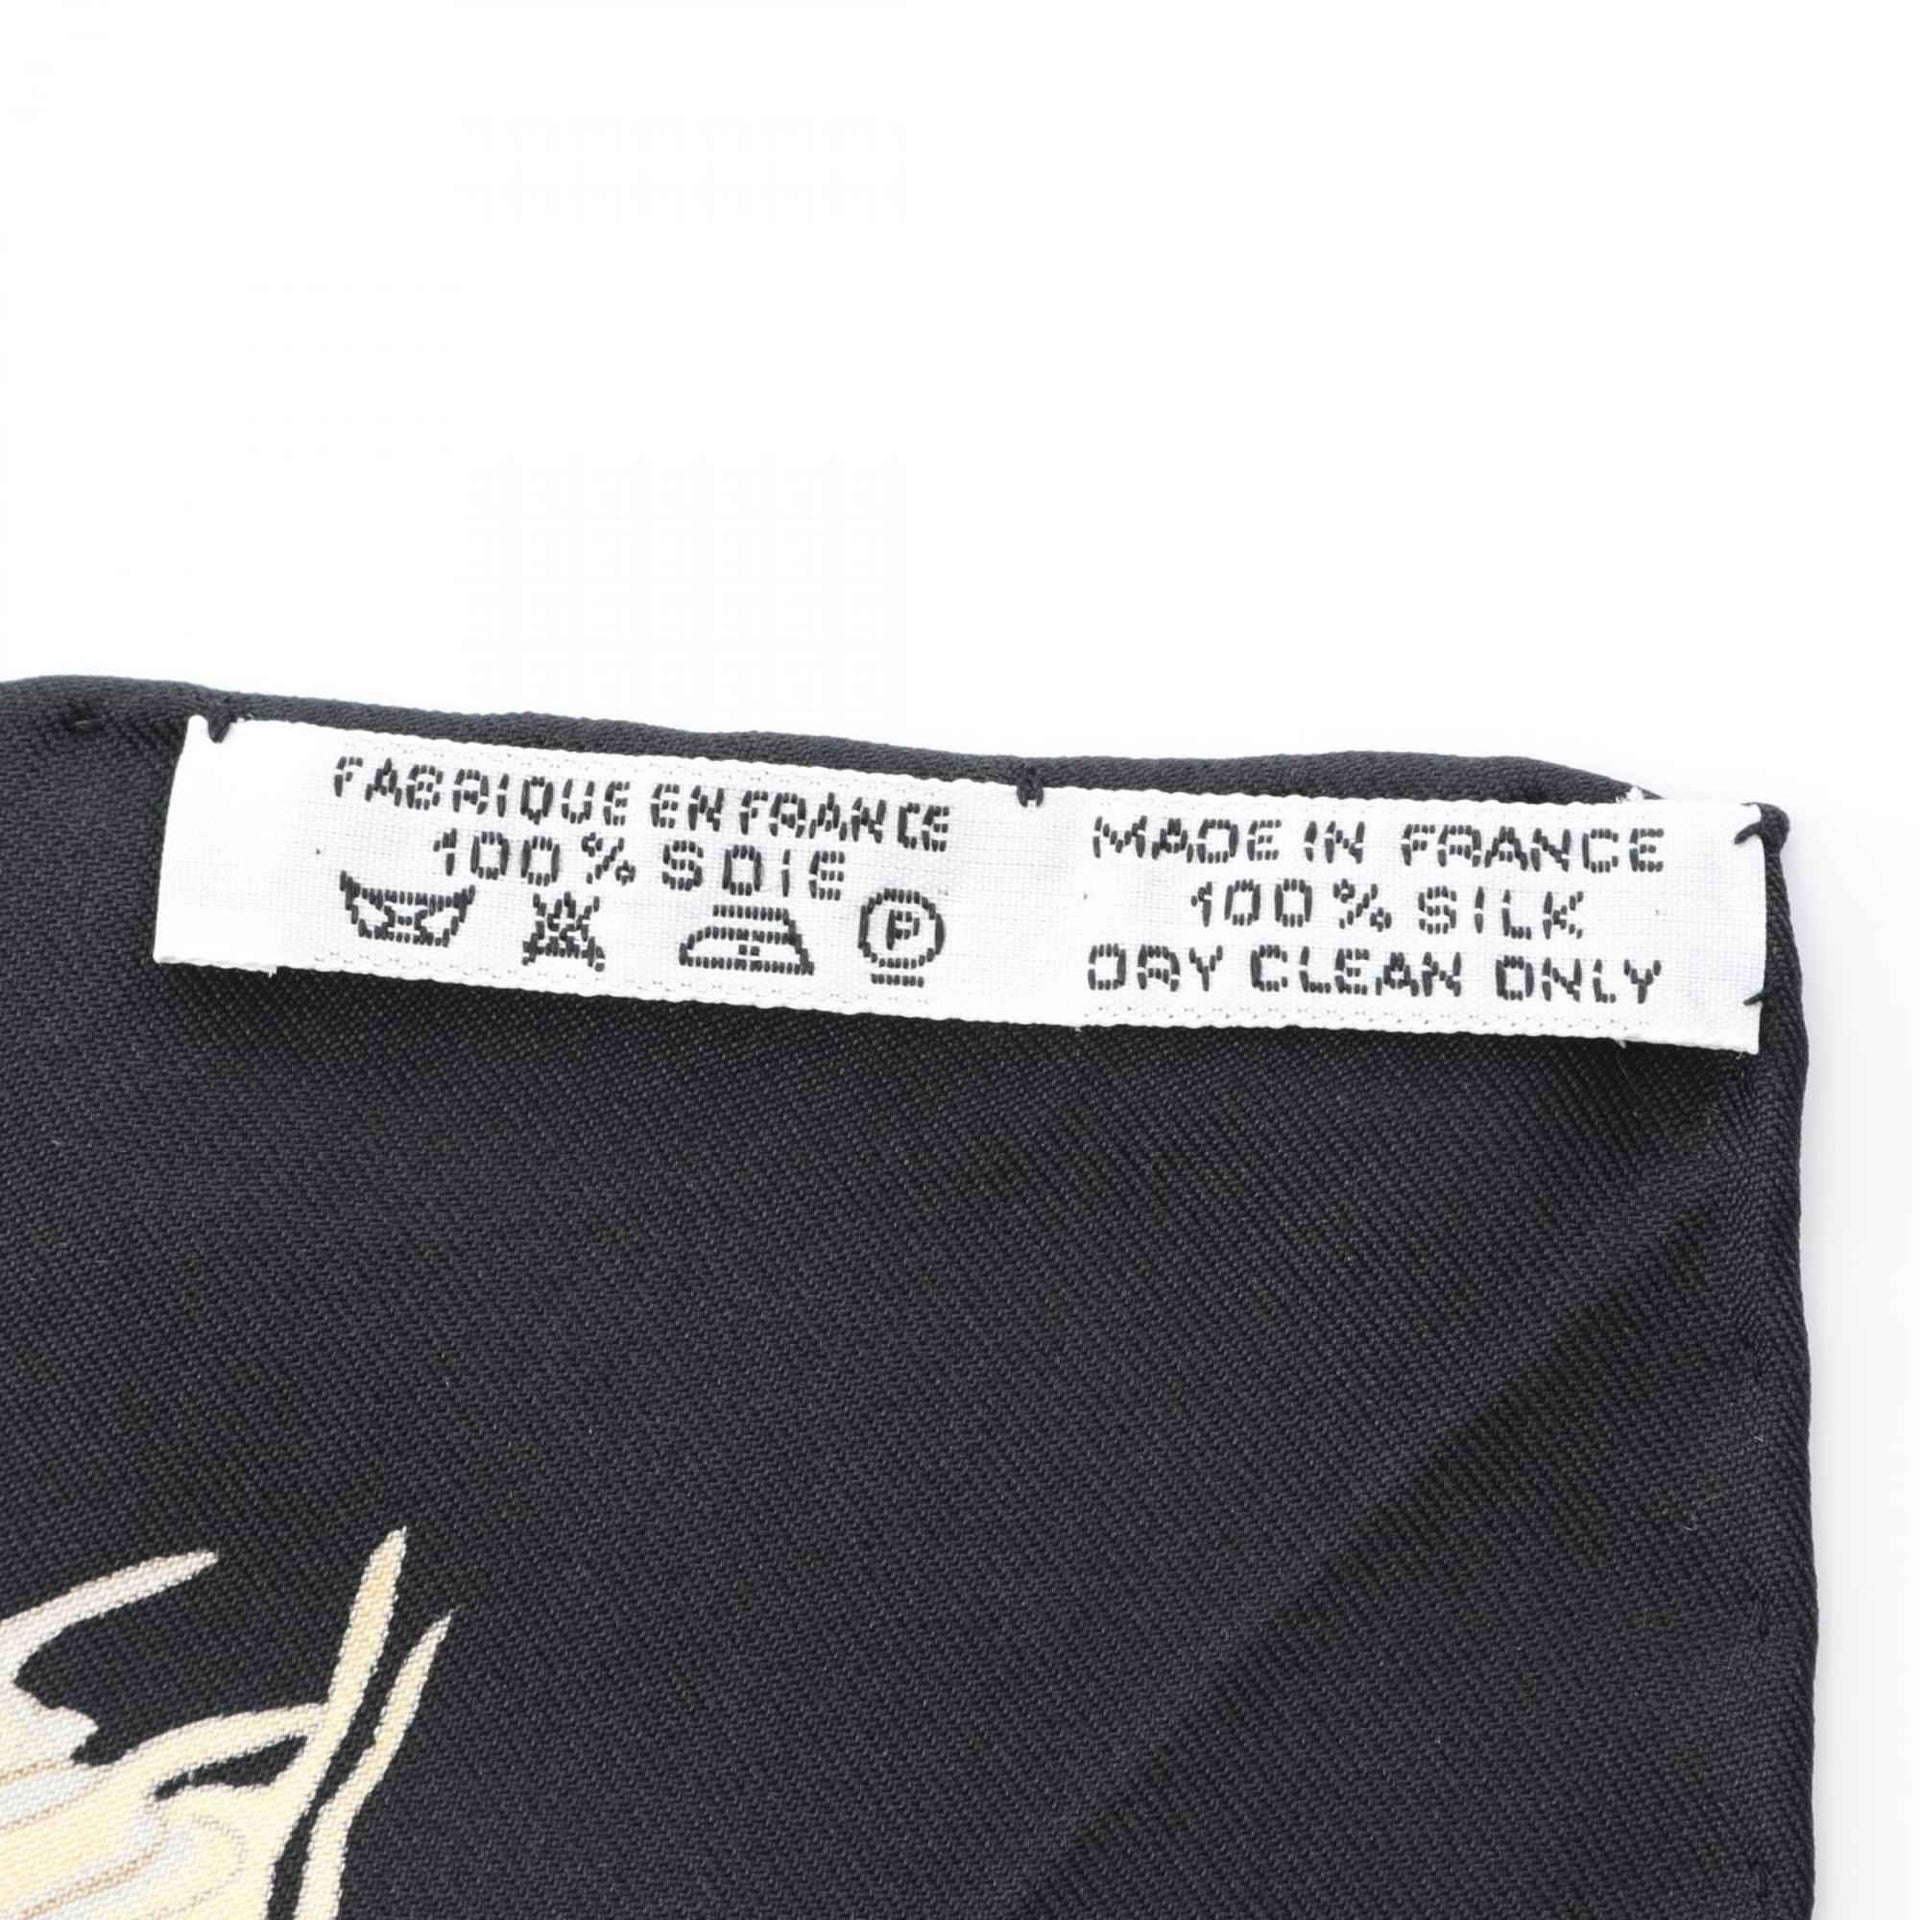 FABRIQUE EN FRANCE
100% SOIE
P
MADE IN FRANCE
100% SILK
DRY CLEAN ONLY